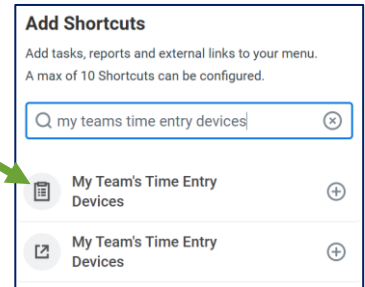 Add Shortcuts
Add tasks, reports and external links to your menu.
A max of 10 Shortcuts can be configured.
my teams time entry devices
My Team's Time Entry
Devices
My Team's Time Entry
Devices